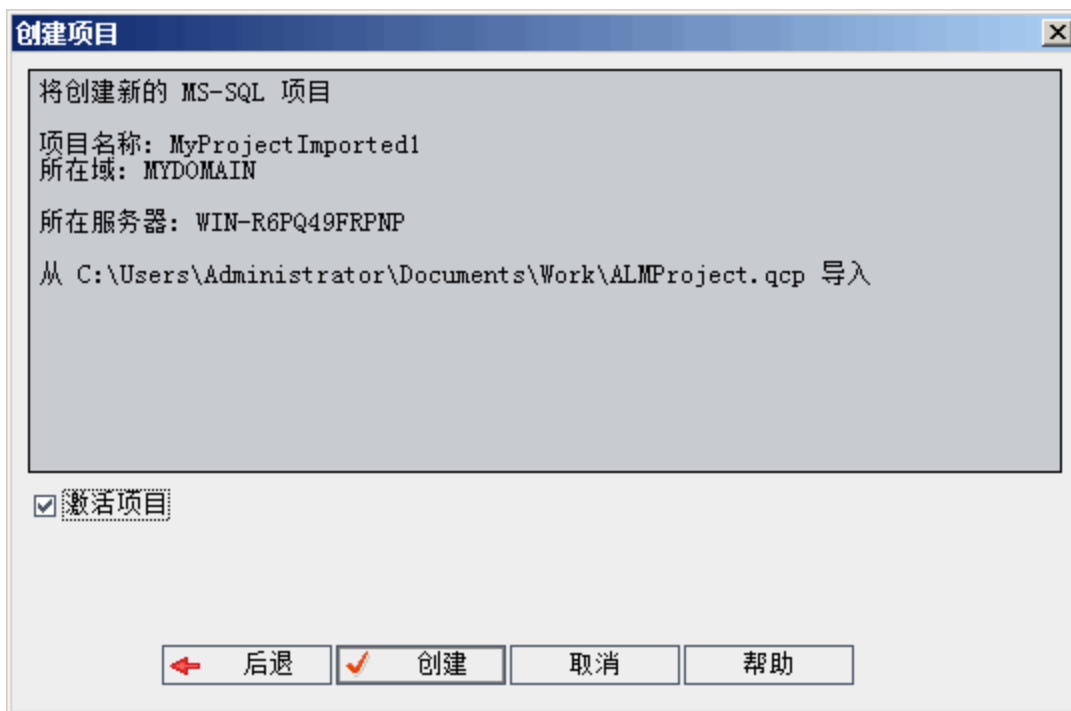 创建项目
将创建新的 MS-SQL 项目
项目名称: MyProjectImported1
所在域: MYDOMAIN
所在服务器: WIN-R6PQ49FRPNP
从 C:\Users\Administrator\Documents\Work\ALMProject.qcp 导入
激活项目
后退 创建 取消 帮助